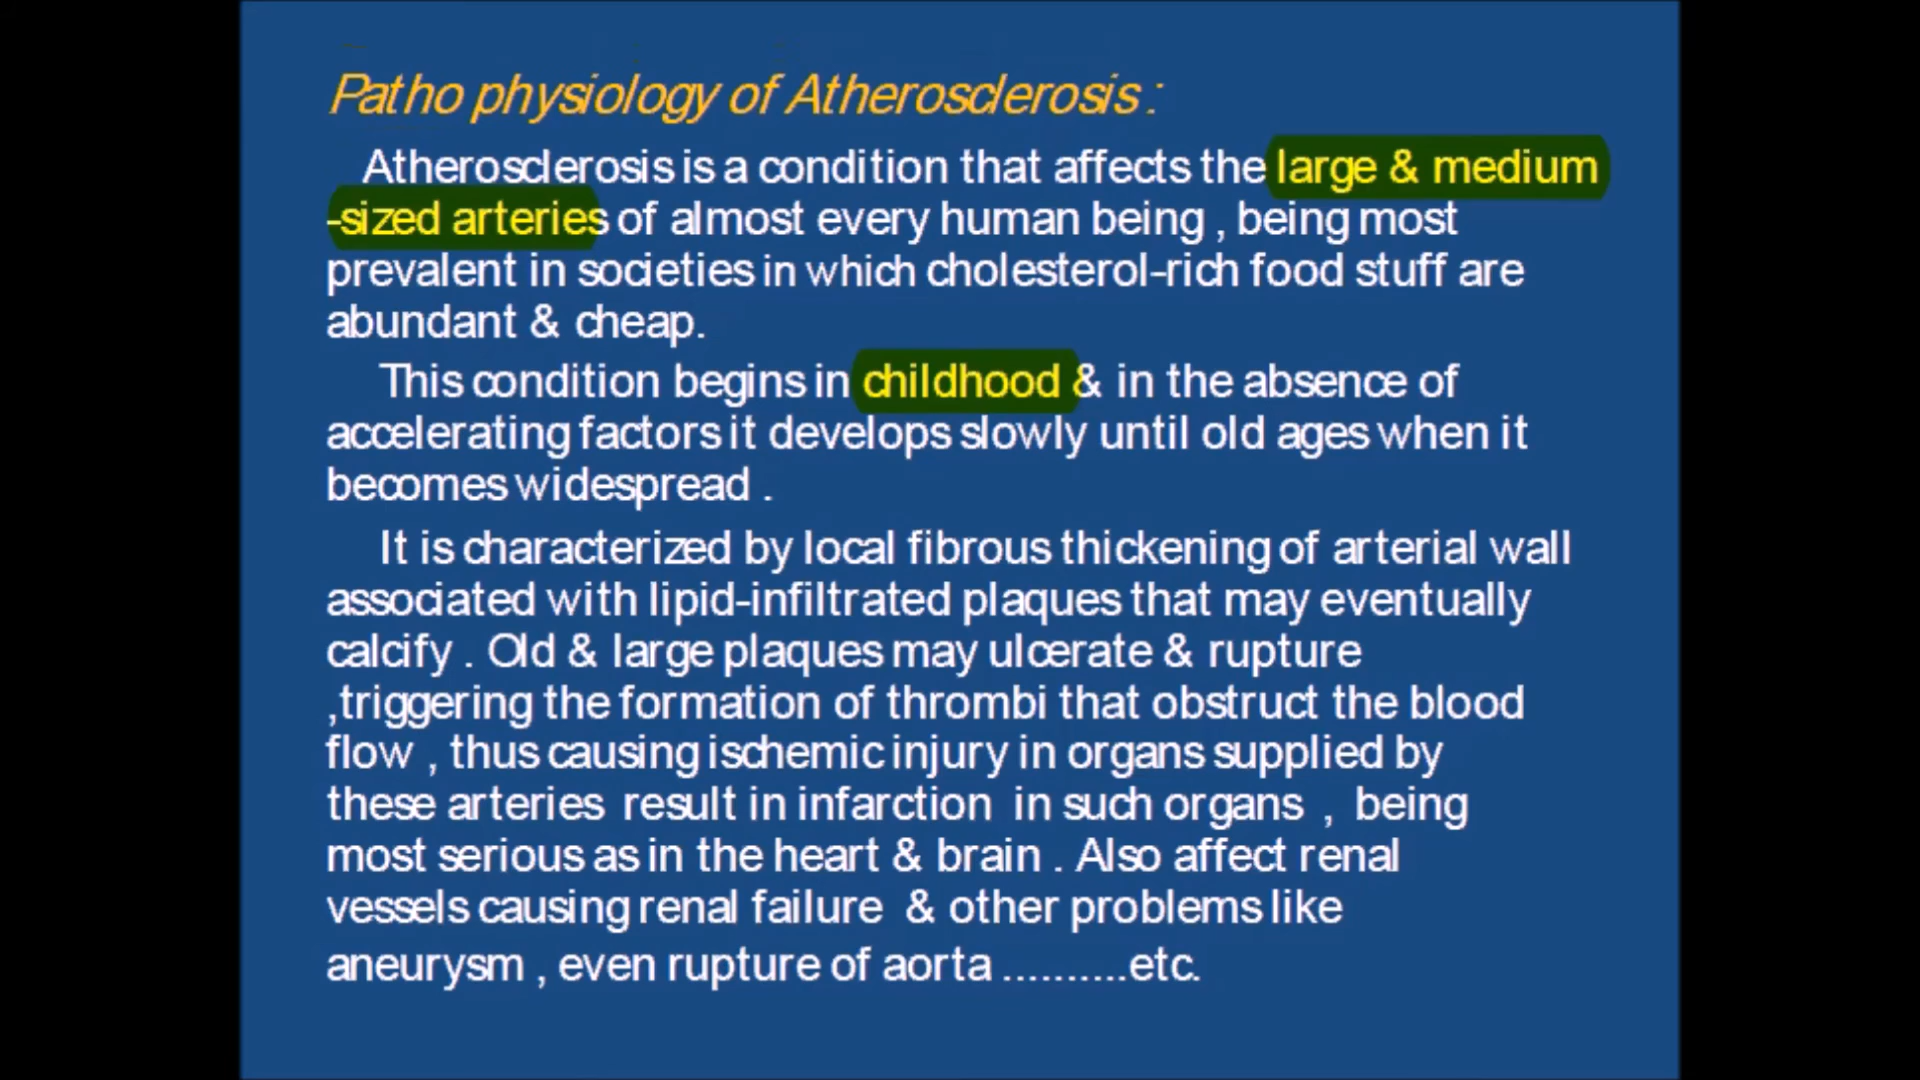 Patho physiology of Atherosclerosis :
Atherosclerosis is a condition that affects the large & medium
-sized arteries of almost every human being , being most
prevalent in societies in which cholesterol-rich food stuff are
abundant & cheap.
This condition begins in childhood & in the absence of
accelerating factors it develops slowly until old ages when it
becomes widespread .
It is characterized by local fibrous thickening of arterial wall
associated with lipid-infiltrated plaques that may eventually
calcify . Old & large plaques may ulcerate & rupture
,triggering the formation of thrombi that obstruct the blood
flow , thus causing ischemic injury in organs supplied by
these arteries result in infarction in such organs , being
most serious as in the heart & brain . Also affect renal
vessels causing renal failure & other problems like
aneurysm , even rupture of aorta ..........etc.